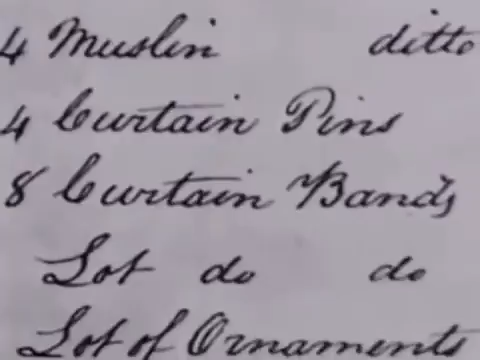 4 Muslin ditto
4 Curtain Pins
8 Curtain Bands
Lot do do
Lot of Ornaments